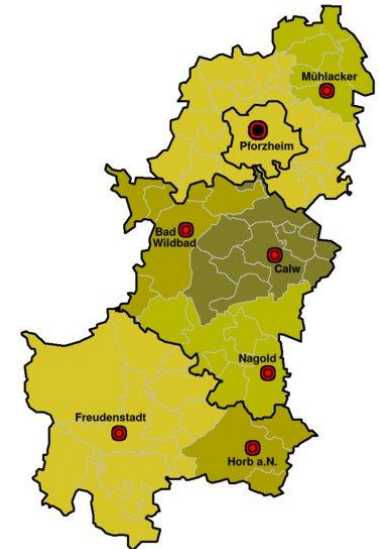 Mühlacker
Pforzheim
Bad
Wildbad
Calw
Nagold
Freudenstadt
Horb a.N.